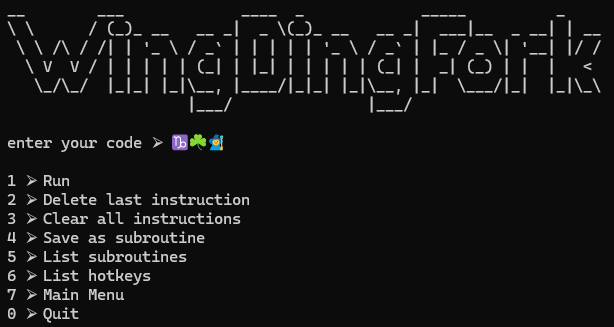 WingDingFork
enter your code ➢ ♑☘️🧙‍♂️
1 ➢ Run
2 ➢ Delete last instruction
3 ➢ Clear all instructions
4 ➢ Save as subroutine
5 ➢ List subroutines
6 ➢ List hotkeys
7 ➢ Main Menu
0 ➢ Quit